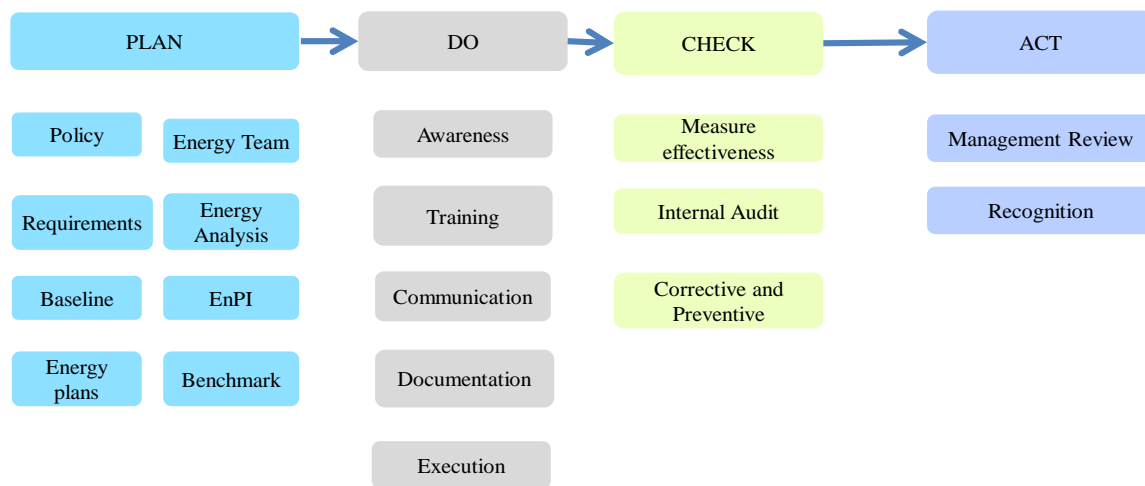 PLAN
DO
CHECK
ACT
Policy
Energy Team
Requirements
Energy
Analysis
Baseline
EnPI
Energy
plans
Benchmark
Awareness
Training
Communication
Documentation
Execution
Measure
effectiveness
Internal Audit
Corrective and
Preventive
Management Review
Recognition